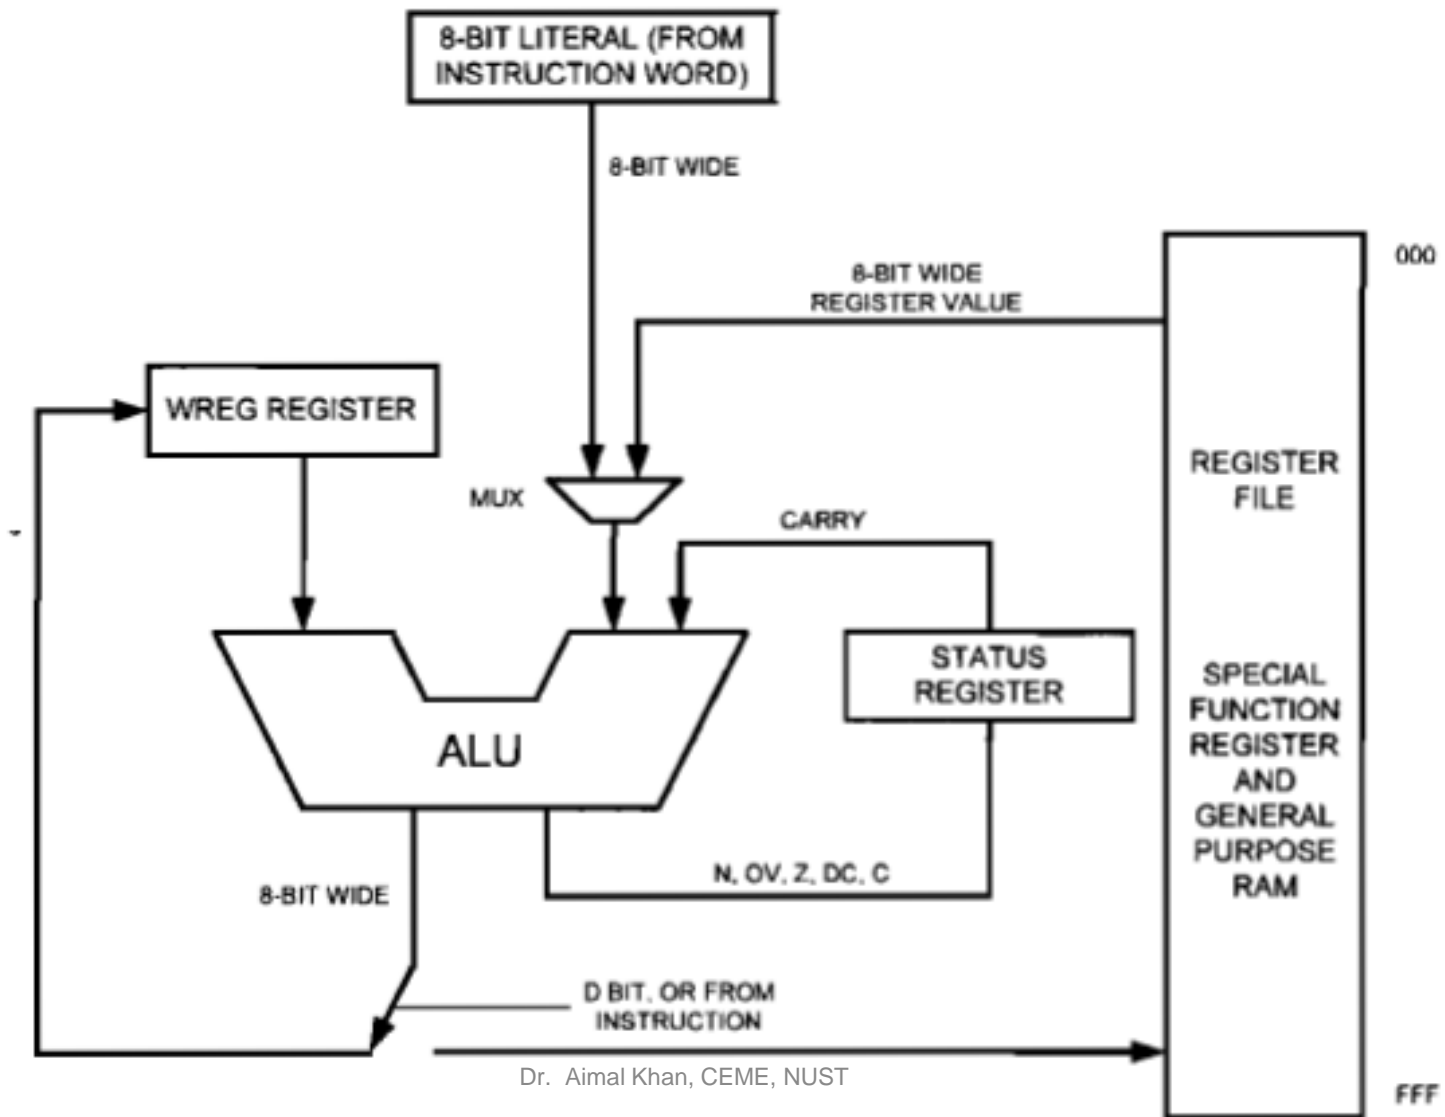 8-BIT LITERAL (FROM
INSTRUCTION WORD)
8-BIT WIDE
8-BIT WIDE
REGISTER VALUE
000
WREG REGISTER
MUX
CARRY
REGISTER
FILE
STATUS
REGISTER
SPECIAL
FUNCTION
REGISTER
AND
GENERAL
PURPOSE
RAM
ALU
N, OV, Z, DC, C
8-BIT WIDE
D BIT, OR FROM
INSTRUCTION
Dr. Aimal Khan, CEME, NUST
FFF